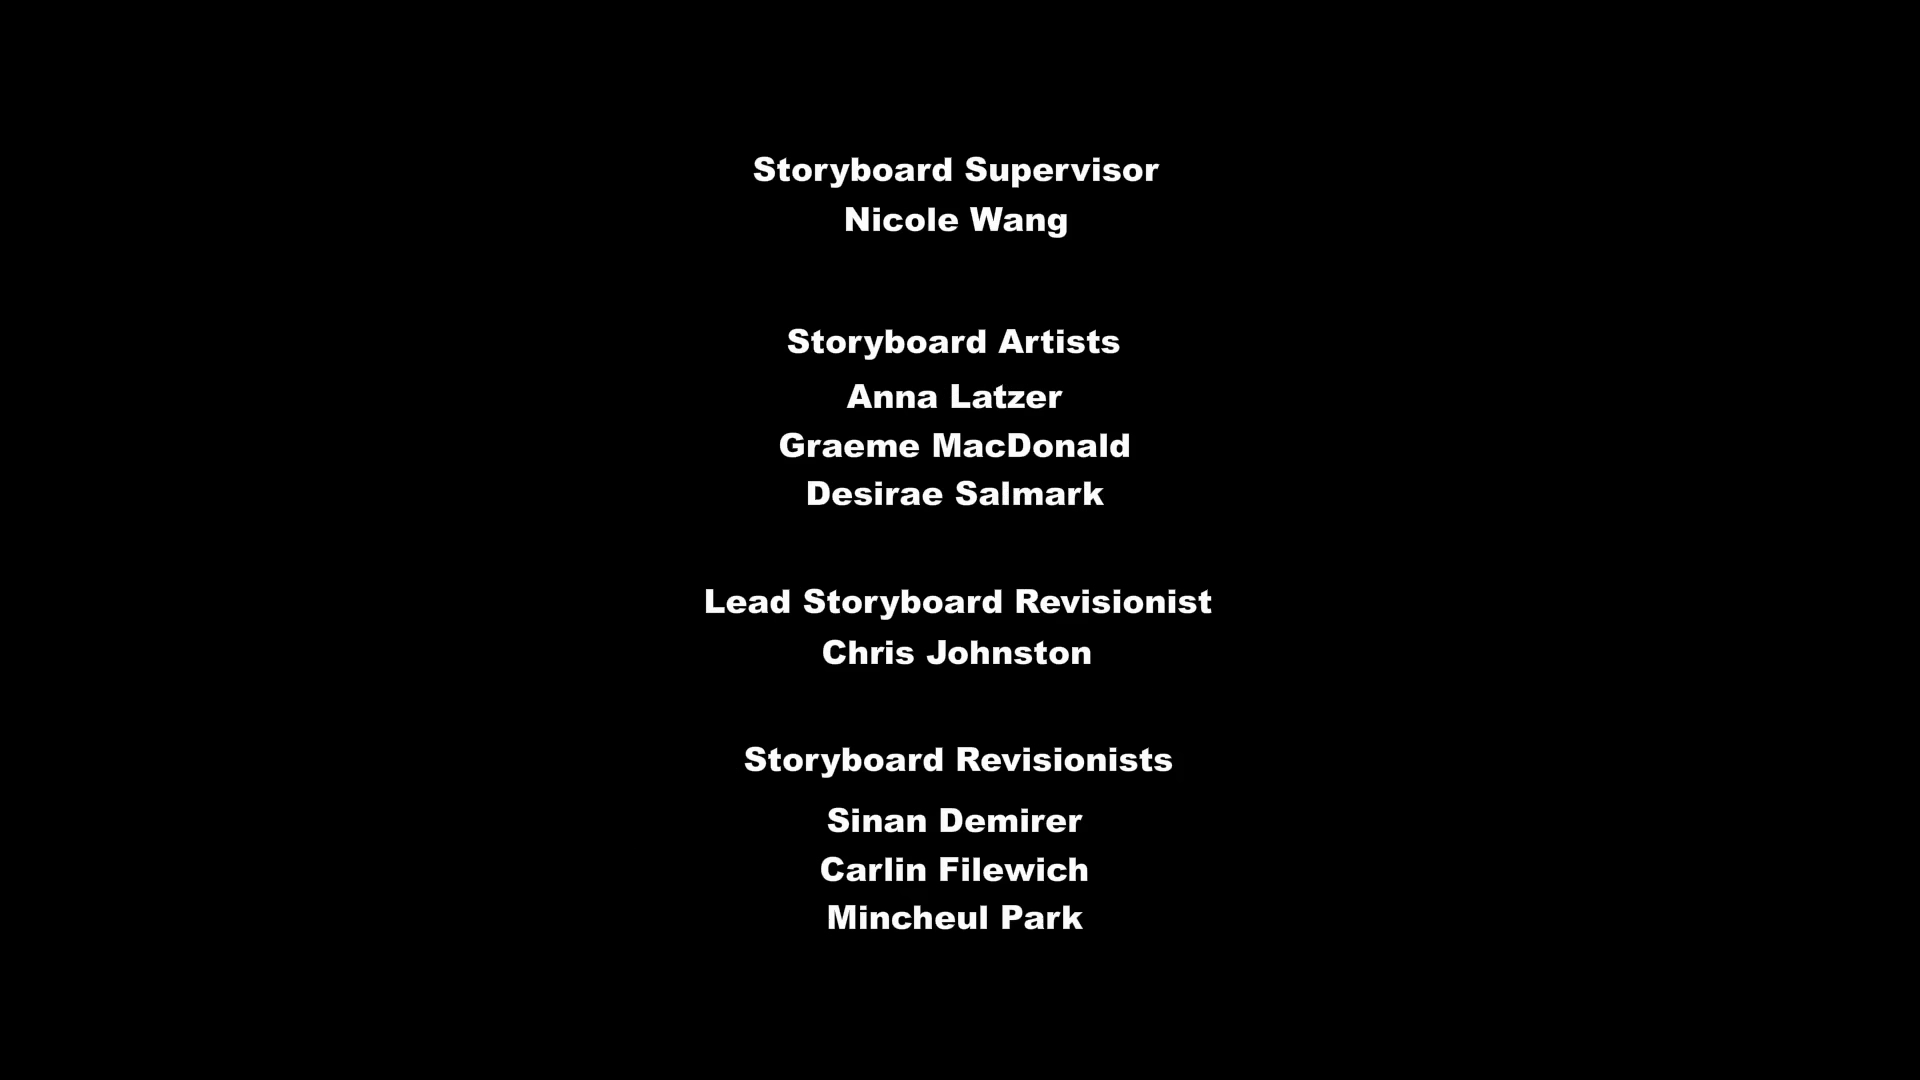 Storyboard Supervisor
Nicole Wang
Storyboard Artists
Anna Latzer
Graeme MacDonald
Desirae Salmark
Lead Storyboard Revisionist
Chris Johnston
Storyboard Revisionists
Sinan Demirer
Carlin Filewich
Mincheul Park